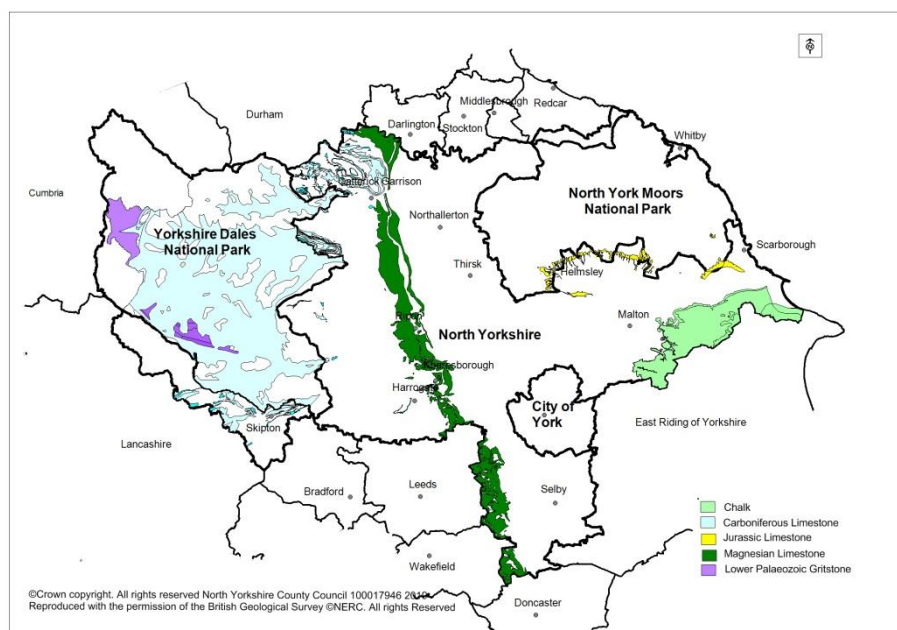 N
Durham
Middlesbrough
Redcar
Darlington
Stockton
Whitby
Cumbria
Catterick Garrison
North York Moors
National Park
Northallerton
Yorkshire Dales
National Park
Scarborough
Thirsk
Helmsley
Malton
Ripon
North Yorkshire
Knaresborough
Harrogate
City of
York
East Riding of Yorkshire
Skipton
Lancashire
Bradford
Leeds
Selby
Wakefield
Doncaster
Chalk
Carboniferous Limestone
Jurassic Limestone
Magnesian Limestone
Lower Palaeozoic Gritstone
©Crown copyright. All rights reserved North Yorkshire County Council 100017946
Reproduced with the permission of the British Geological Survey ©NERC. All rights Reserved